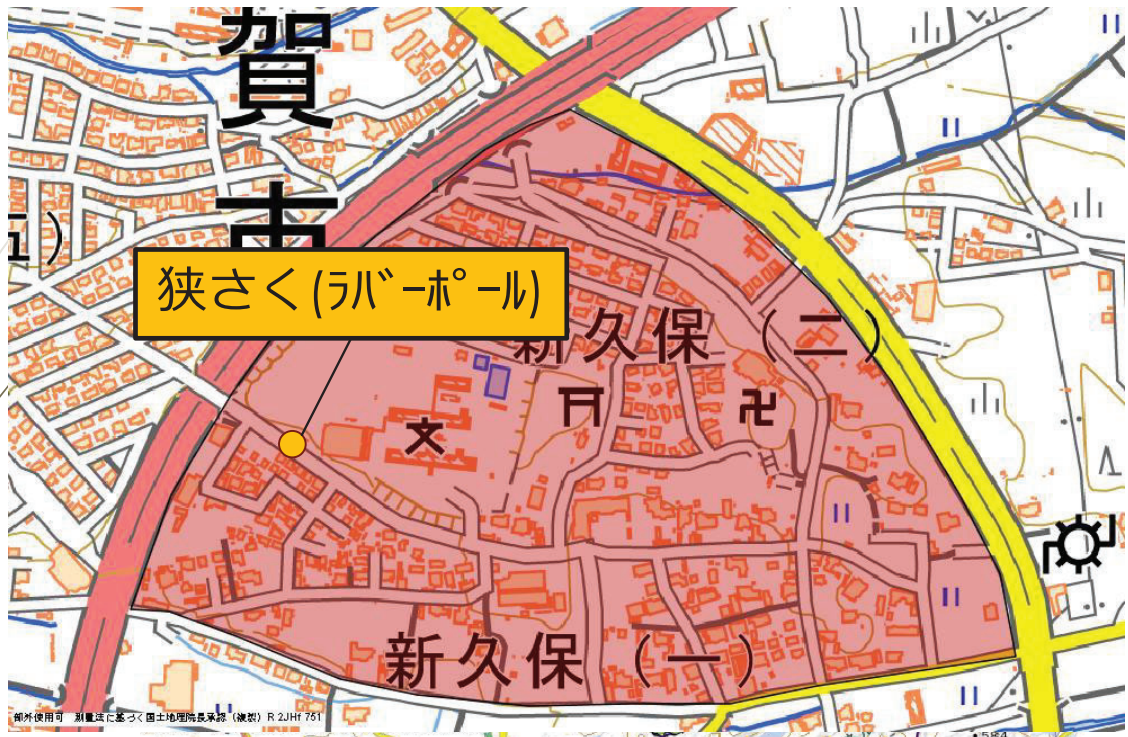 賀
市
五）
狭さく(ﾗﾊﾞｰﾎﾟｰﾙ)
新久保（二）
文
新久保（一）
部外使用可　測量法に基づく国土地理院長承認（複製）R 2JHf 751